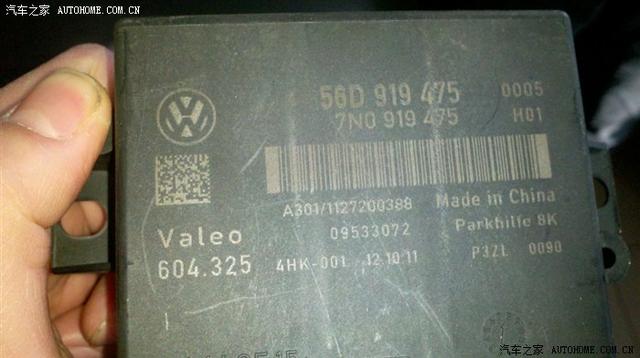 汽车之家 AUTOHOME.COM.CN
56D 919 475 0005
7N0 919 475 H01
A301/1127200388 Made in China
Valeo 09533072 Parkhilfe 8K
604.325 4HK-001 12.10.11 P3ZL 0090
汽车之家 AUTOHOME.COM.CN